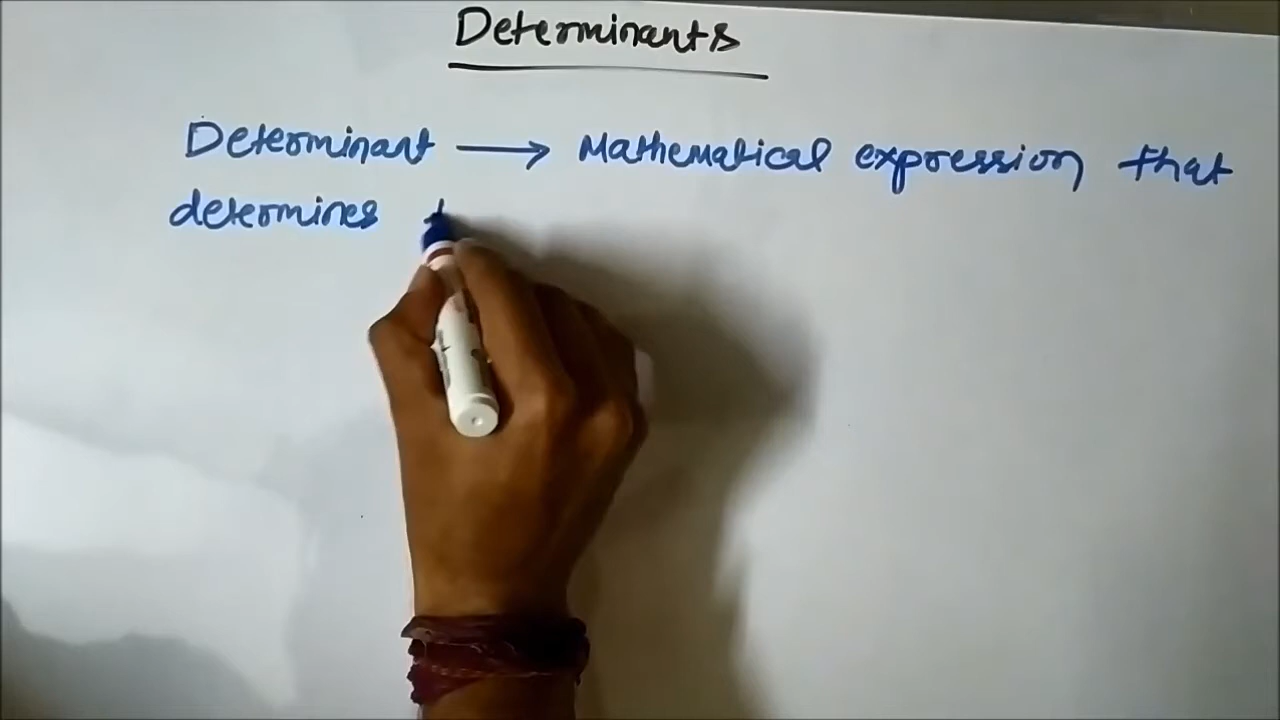 Determinants
Determinant → Mathematical expression that
determines